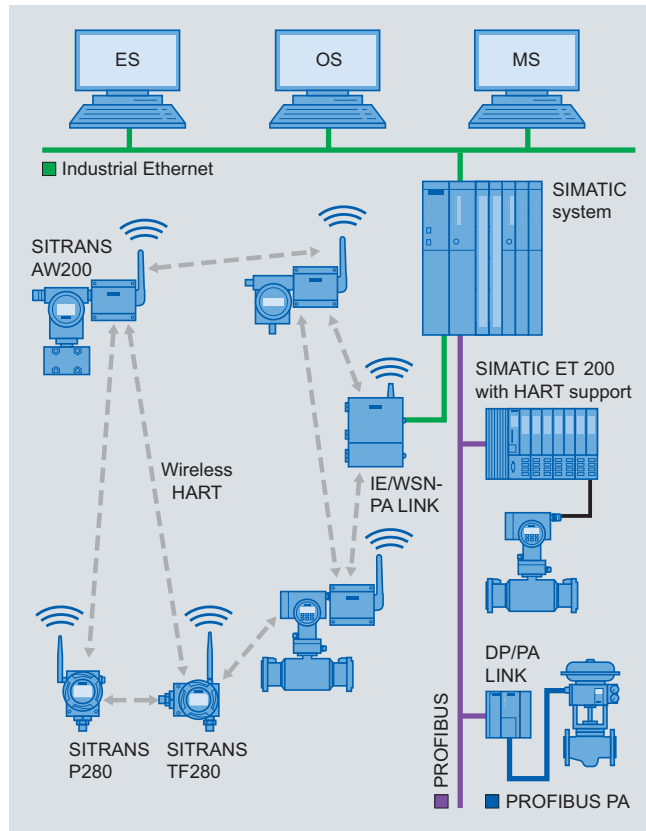 ES
OS
MS
Industrial Ethernet
SIMATIC
system
SITRANS
AW200
SIMATIC ET 200
with HART support
Wireless
HART
IE/WSN-
PA LINK
DP/PA
LINK
SITRANS
P280
SITRANS
TF280
PROFIBUS
PROFIBUS PA